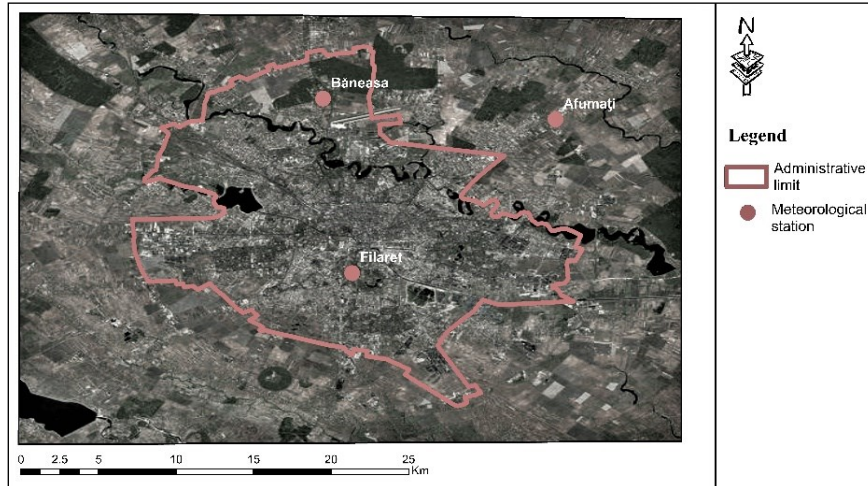 N
Băneasa
Afumați
Filaret
Legend
Administrative
limit
Meteorological
station
0 2.5 5 10 15 20 25
Km